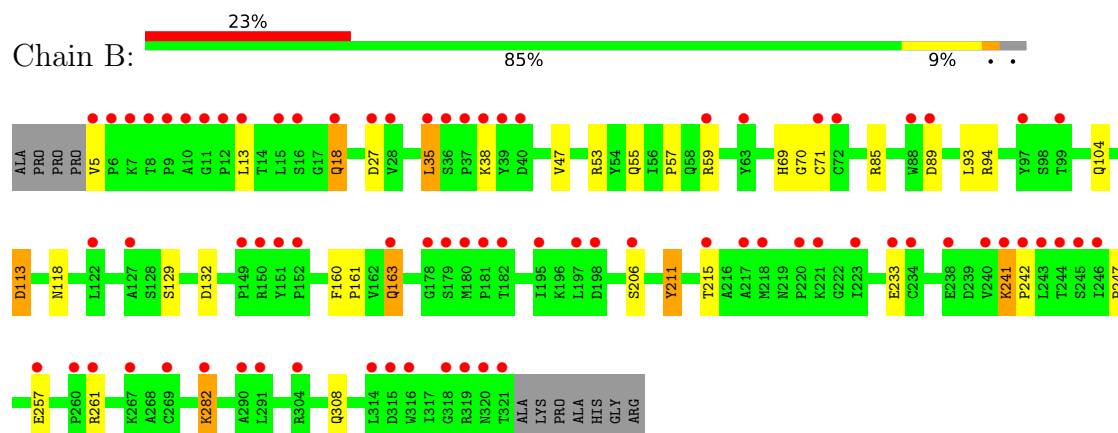 23%
Chain B:
85% 9% • •
ALA PRO PRO PRO V5 P6 K7 T8 P9 A10 G11 P12 L13 T14 L15 S16 G17 Q18 D27 V28 L35 S36 P37 K38 Y39 D40 V47 R53 Y54 Q55 I56 P57 Q58 R59 Y63 H69 G70 C71 C72 R85 W88 D89 L93 R94 Y97 S98 T99 Q104
D113 N118 L122 A127 S128 S129 D132 P149 R150 Y151 P152 F160 P161 V162 Q163 G178 S179 M180 P181 T182 I195 K196 L197 D198 S206 Y211 T215 A216 A217 M218 N219 P220 K221 G222 I223 E233 C234 E238 D239 V240 K241 P242 L243 T244 S245 I246
E257 P260 R261 K267 A268 C269 K282 A290 L291 R304 Q308 L314 D315 W316 I317 G318 R319 N320 T321 ALA LYS PRO ALA HIS GLY ARG